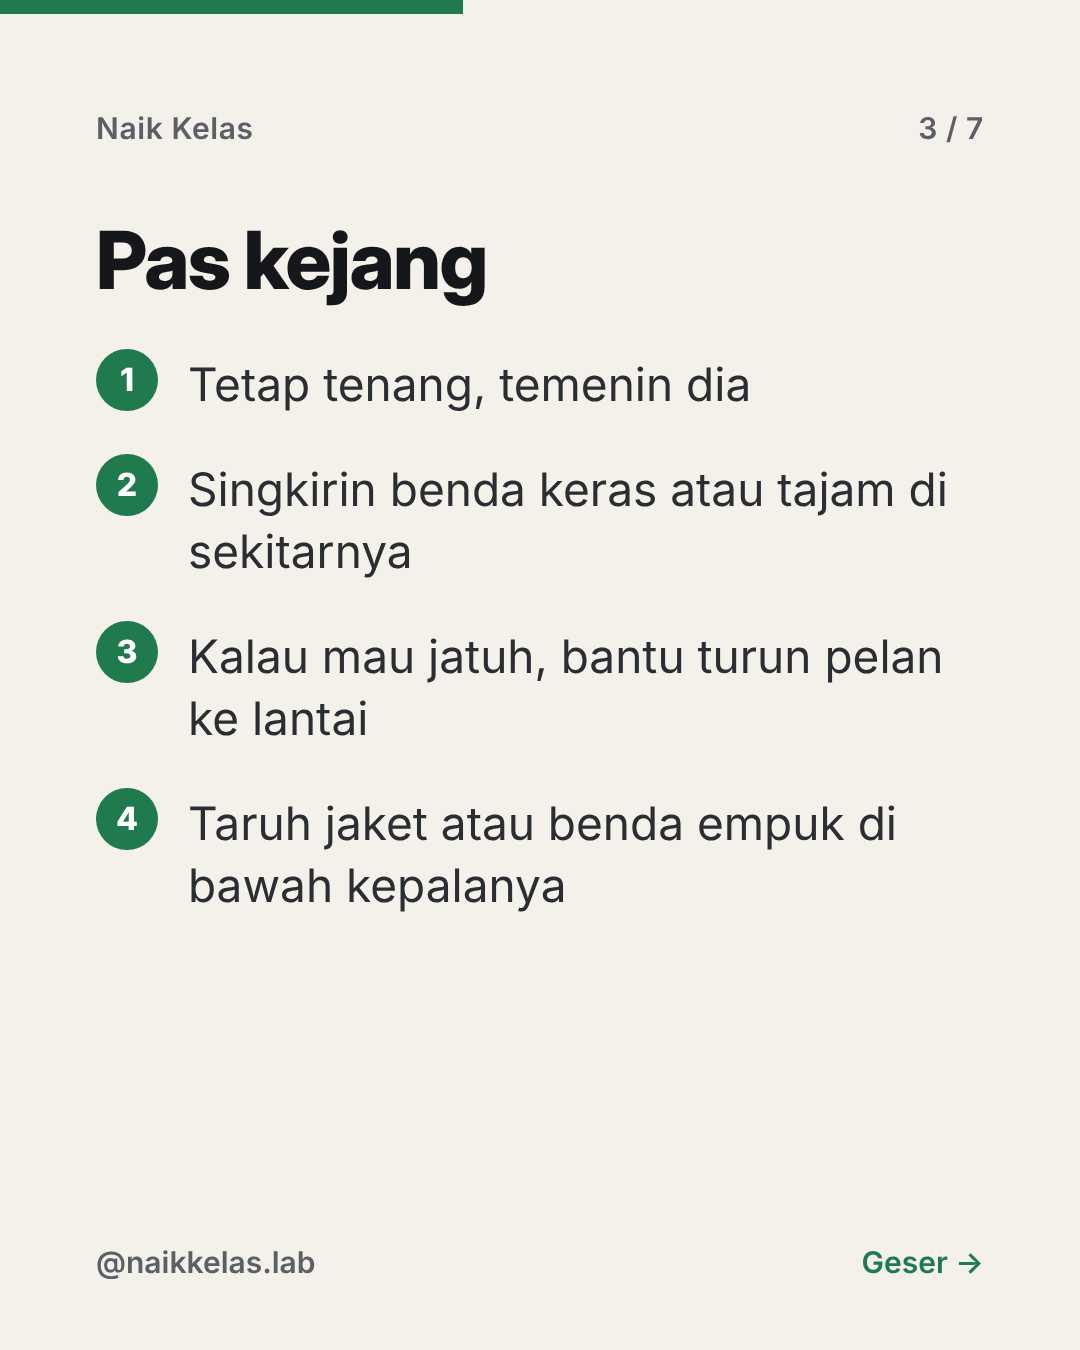 Naik Kelas
3 / 7
Pas kejang
1 Tetap tenang, temenin dia
2 Singkirin benda keras atau tajam di
sekitarnya
3 Kalau mau jatuh, bantu turun pelan
ke lantai
4 Taruh jaket atau benda empuk di
bawah kepalanya
@naikkelas.lab
Geser →